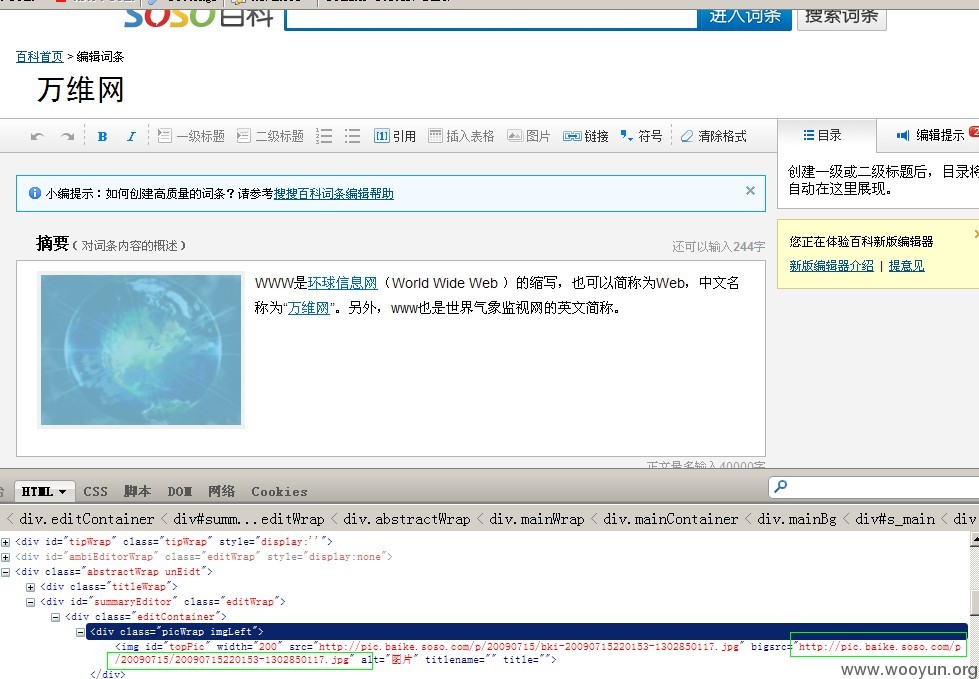 SOSO百科 进入词条 搜索词条
百科首页 > 编辑词条
万维网
B I 一级标题 二级标题 引用 插入表格 图片 链接 符号 清除格式
目录 编辑提示 2
创建一级或二级标题后，目录将
自动在这里展现。
小编提示：如何创建高质量的词条？请参考搜搜百科词条编辑帮助 ×
您正在体验百科新版编辑器 ×
新版编辑器介绍 | 提意见
摘要（对词条内容的概述） 还可以输入244字
WWW是环球信息网（World Wide Web ）的缩写，也可以简称为Web，中文名
称为“万维网”。另外，www也是世界气象监视网的英文简称。
正文最多输入40000字
HTML CSS 脚本 DOM 网络 Cookies
< div.editContainer < div#summ...editWrap < div.abstractWrap < div.mainWrap < div.mainContainer < div.mainBg < div#s_main < div
<div id="tipWrap" class="tipWrap" style="display:''">
<div id="ambiEditorWrap" class="editWrap" style="display:none">
<div class="abstractWrap unEidt">
<div class="titleWrap">
<div id="summaryEditor" class="editWrap">
<div class="editContainer">
<div class="picWrap imgLeft">
<img id="topPic" width="200" src="http://pic.baike.soso.com/p/20090715/bki-20090715220153-1302850117.jpg" bigsrc="http://pic.baike.soso.com/p
/20090715/20090715220153-1302850117.jpg" alt="图片" titlename="" title="">
</div>
www.wooyun.org